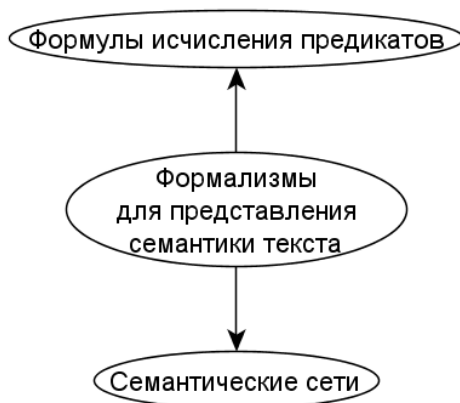 Формулы исчисления предикатов
Формализмы
для представления
семантики текста
Семантические сети